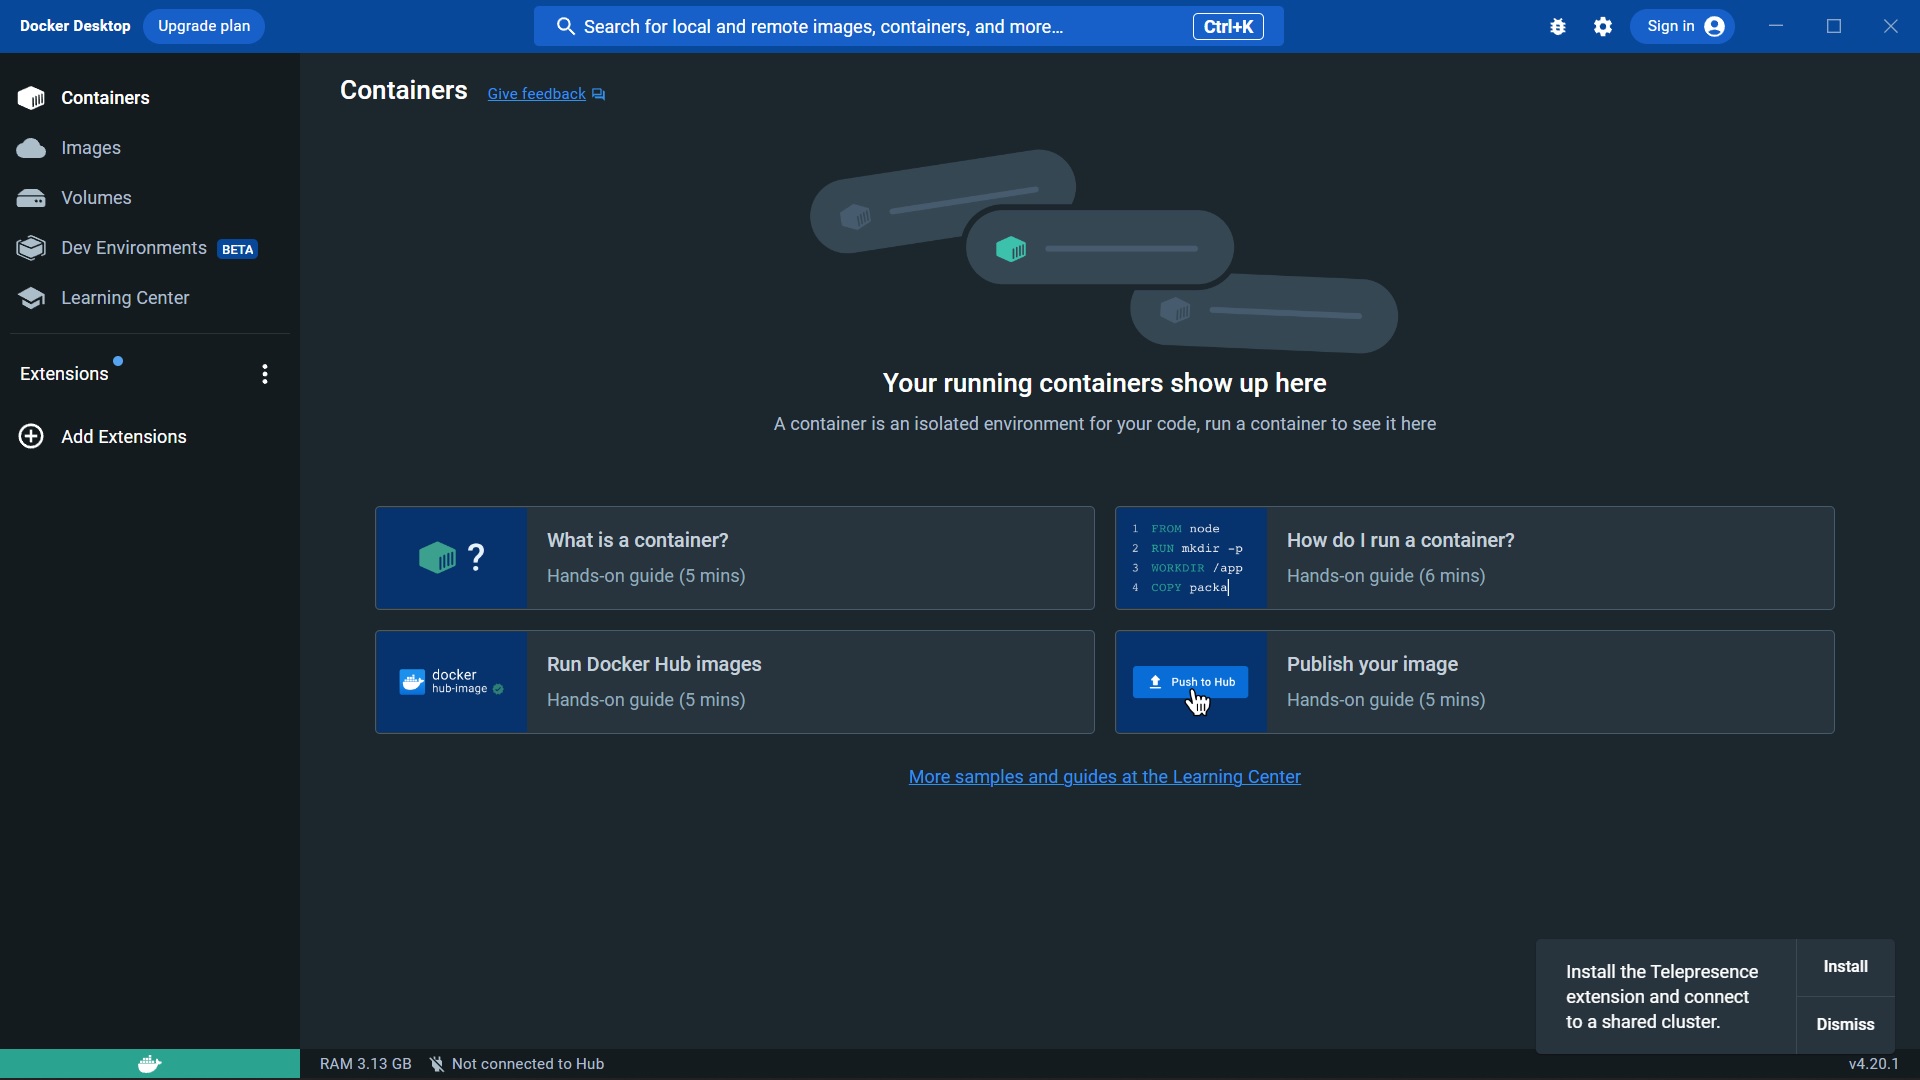 Docker Desktop
Upgrade plan
Search for local and remote images, containers, and more...
Ctrl+K
Sign in
Containers
Images
Volumes
Dev Environments BETA
Learning Center
Extensions
Add Extensions
Containers
Give feedback
Your running containers show up here
A container is an isolated environment for your code, run a container to see it here
?
What is a container?
Hands-on guide (5 mins)
1 FROM node
2 RUN mkdir -p
3 WORKDIR /app
4 COPY packa
How do I run a container?
Hands-on guide (6 mins)
docker
hub-image
Run Docker Hub images
Hands-on guide (5 mins)
Push to Hub
Publish your image
Hands-on guide (5 mins)
More samples and guides at the Learning Center
Install the Telepresence
extension and connect
to a shared cluster.
Install
Dismiss
RAM 3.13 GB
Not connected to Hub
v4.20.1